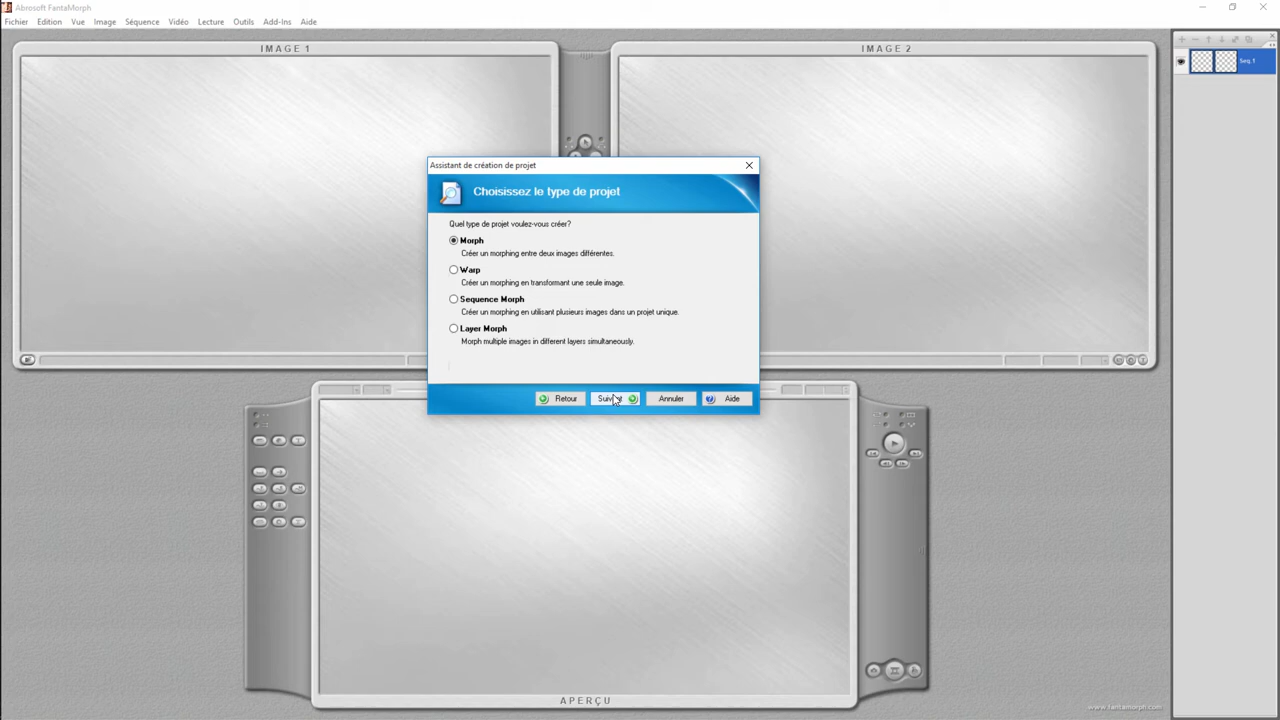 Abrosoft FantaMorph
Fichier Edition Vue Image Séquence Vidéo Lecture Outils Add-Ins Aide
IMAGE 1
IMAGE 2
Seq.1
Assistant de création de projet
Choisissez le type de projet
Quel type de projet voulez-vous créer?
Morph
Créer un morphing entre deux images différentes.
Warp
Créer un morphing en transformant une seule image.
Sequence Morph
Créer un morphing en utilisant plusieurs images dans un projet unique.
Layer Morph
Morph multiple images in different layers simultaneously.
Retour Annuler Aide
APERÇU
www.fantamorph.com